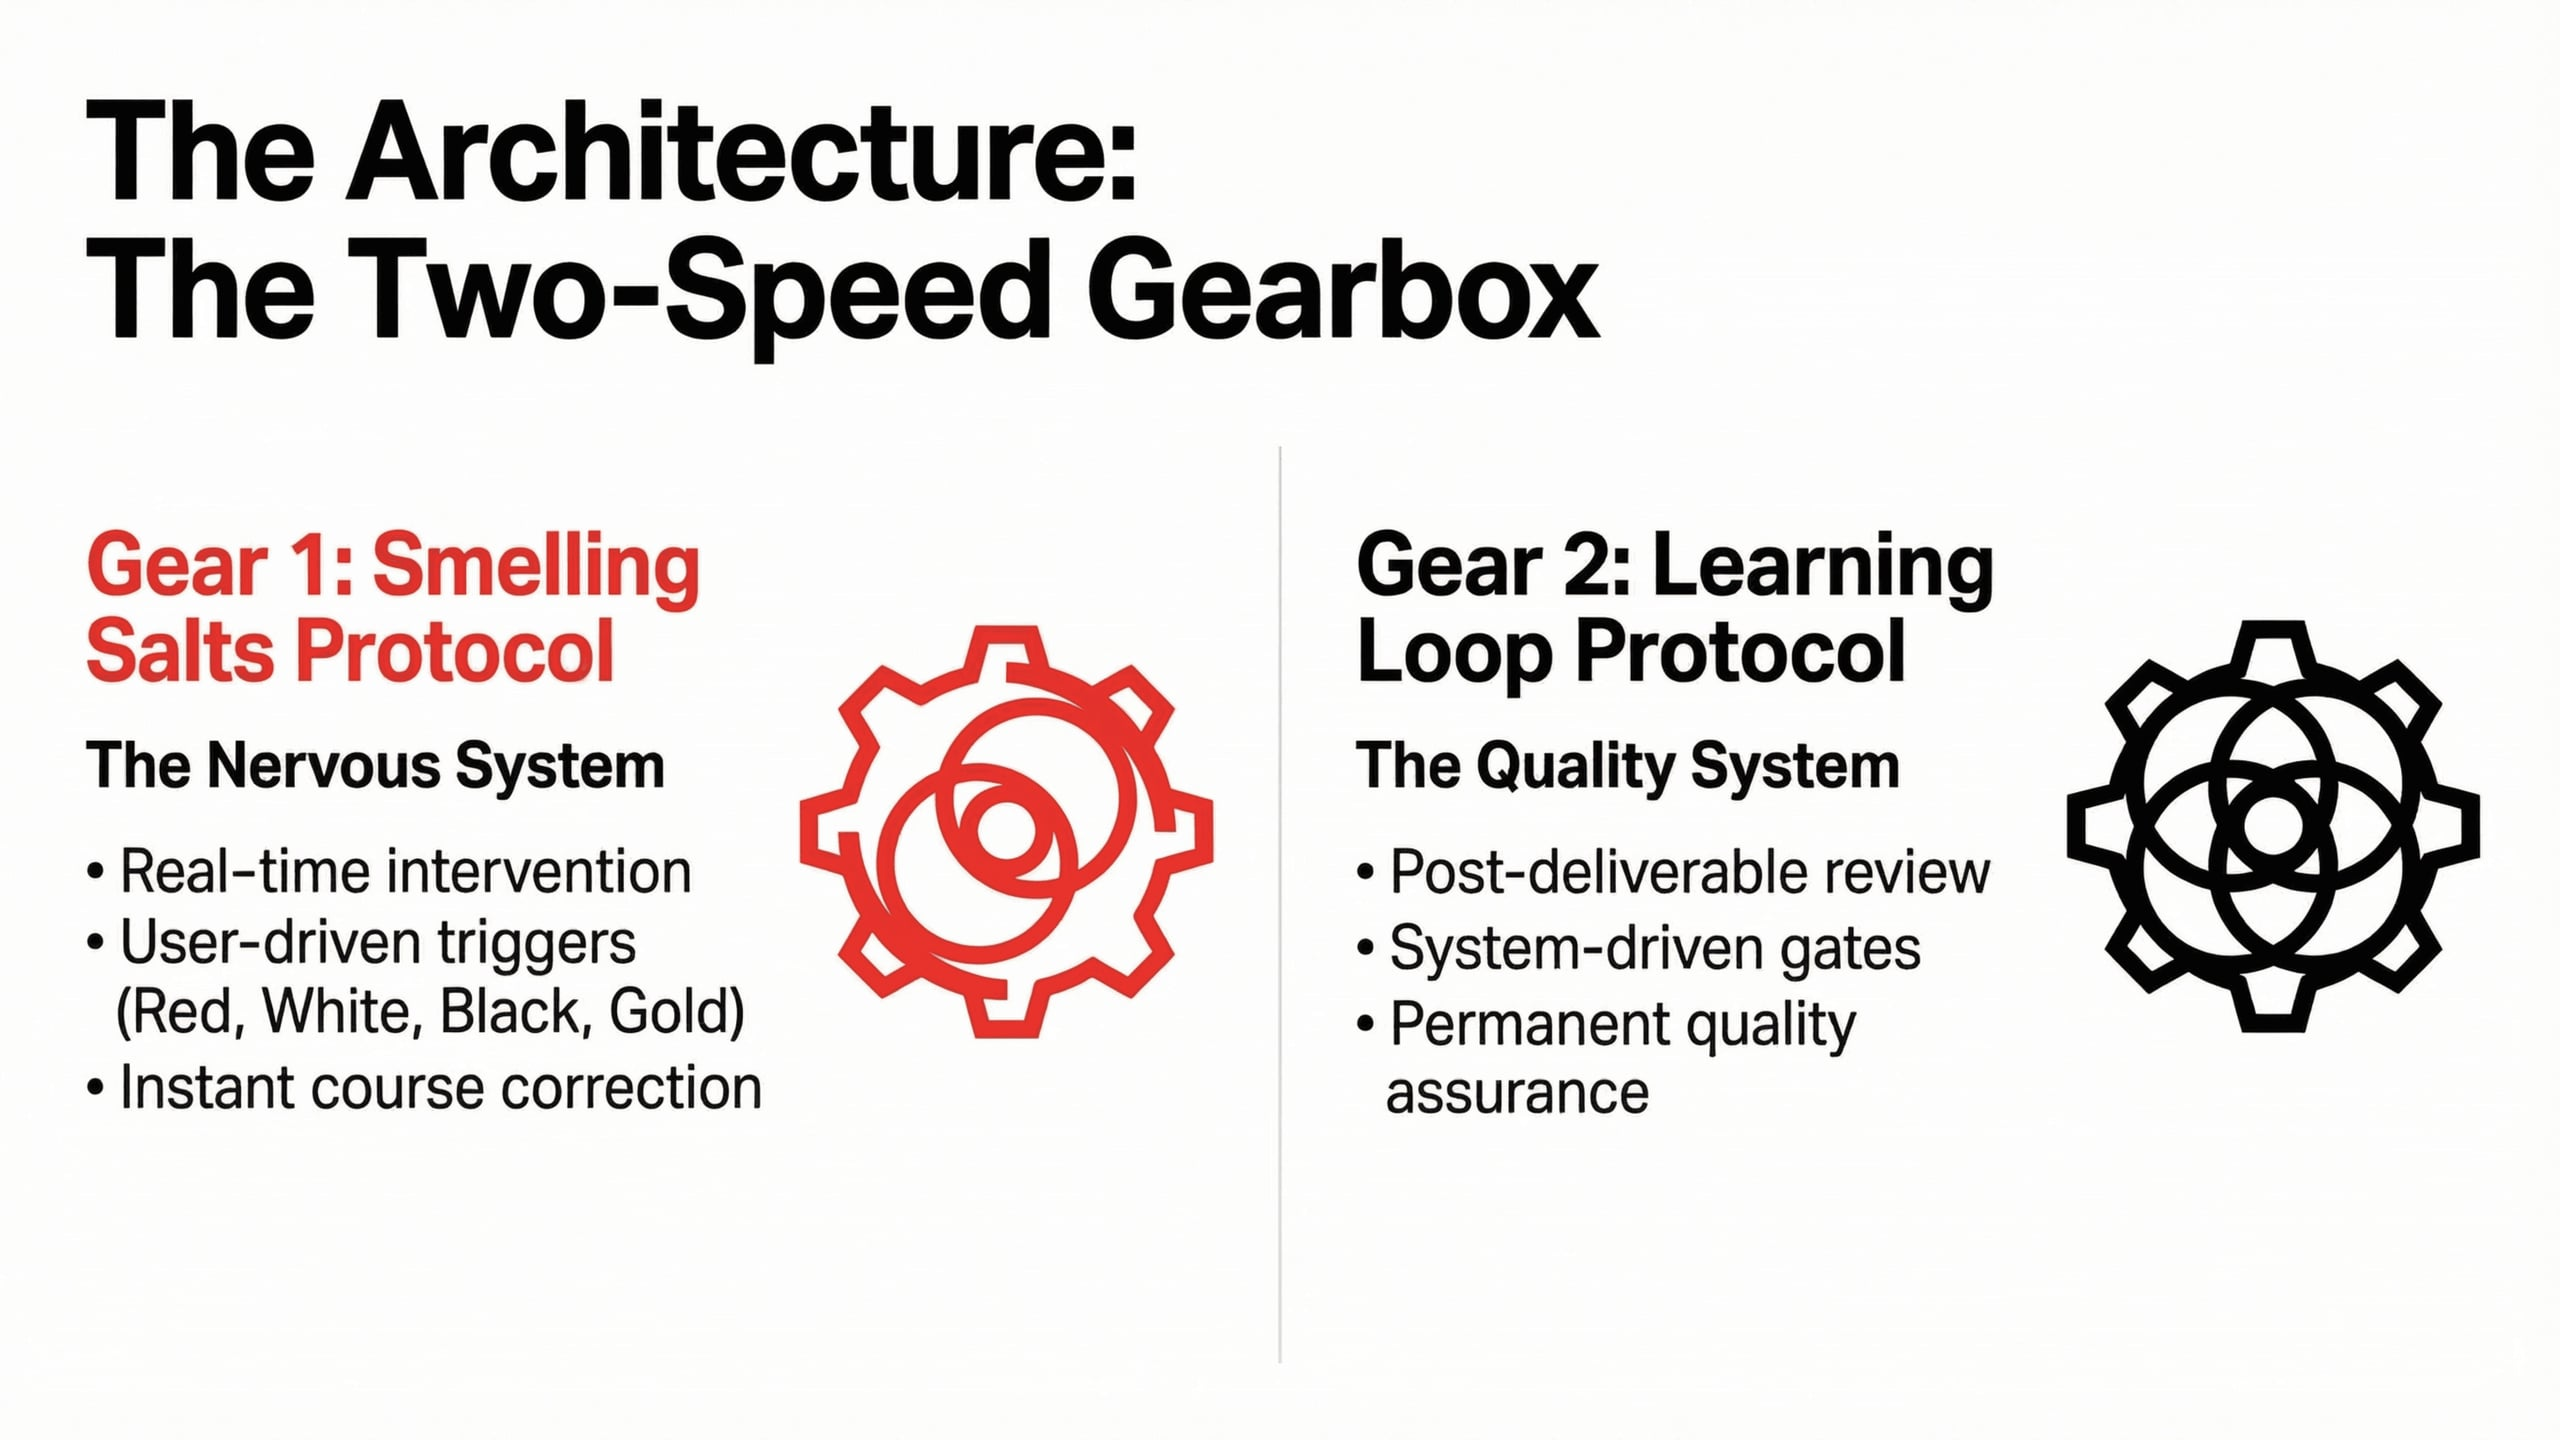 The Architecture:
The Two-Speed Gearbox
Gear 1: Smelling
Salts Protocol
The Nervous System
• Real-time intervention
• User-driven triggers
(Red, White, Black, Gold)
• Instant course correction
Gear 2: Learning
Loop Protocol
The Quality System
• Post-deliverable review
• System-driven gates
• Permanent quality
assurance